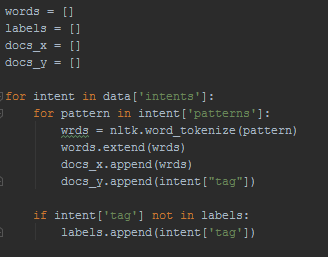 words = []
labels = []
docs_x = []
docs_y = []
for intent in data['intents']:
    for pattern in intent['patterns']:
        wrds = nltk.word_tokenize(pattern)
        words.extend(wrds)
        docs_x.append(wrds)
        docs_y.append(intent["tag"])
    if intent['tag'] not in labels:
        labels.append(intent['tag'])